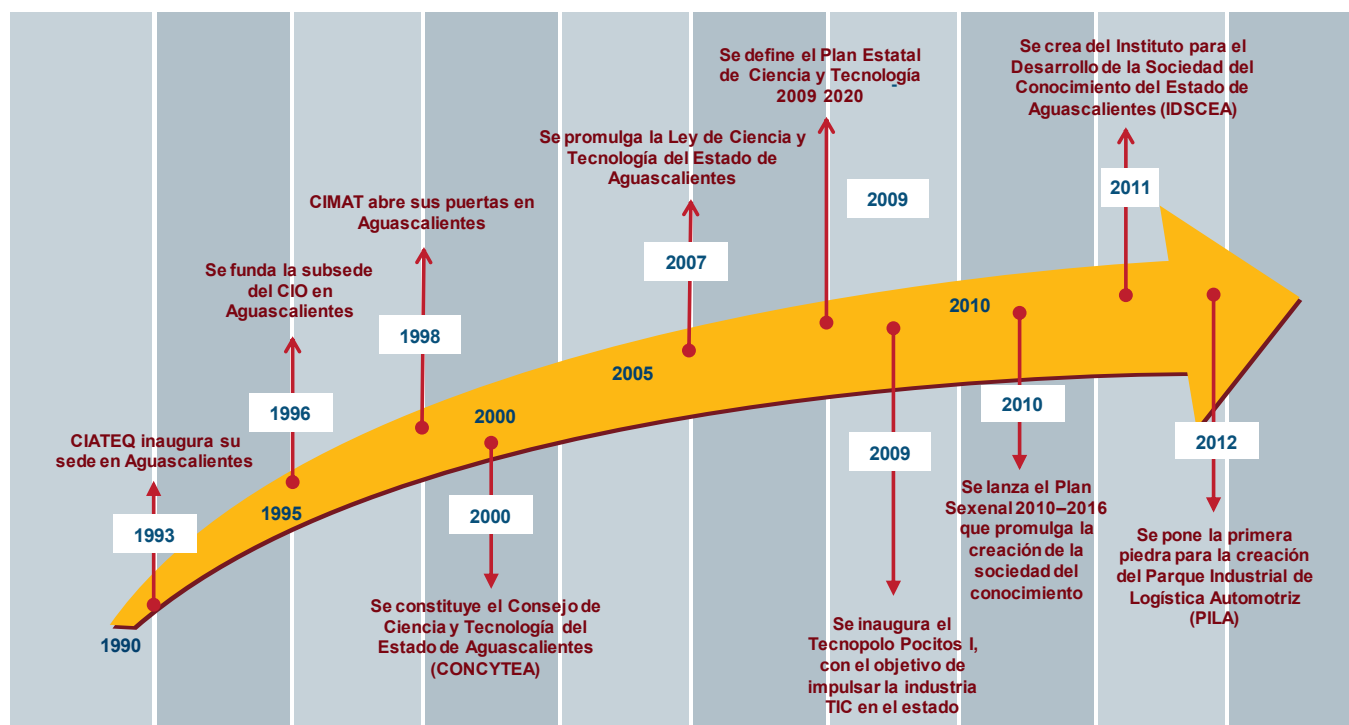 CIATEQ inaugura su
sede en Aguascalientes
1993
1990
Se funda la subsede
del CIO en
Aguascalientes
1996
1995
CIMAT abre sus puertas en
Aguascalientes
1998
2000
2000
Se constituye el Consejo de
Ciencia y Tecnología del
Estado de Aguascalientes
(CONCYTEA)
2005
Se promulga la Ley de Ciencia y
Tecnología del Estado de
Aguascalientes
2007
Se define el Plan Estatal
de Ciencia y Tecnología
2009 2020
2009
2009
Se inaugura el
Tecnopolo Pocitos I,
con el objetivo de
impulsar la industria
TIC en el estado
2010
2010
Se lanza el Plan
Sexenal 2010–2016
que promulga la
creación de la
sociedad del
conocimiento
Se crea del Instituto para el
Desarrollo de la Sociedad del
Conocimiento del Estado de
Aguascalientes (IDSCEA)
2011
2012
Se pone la primera
piedra para la creación
del Parque Industrial de
Logística Automotriz
(PILA)